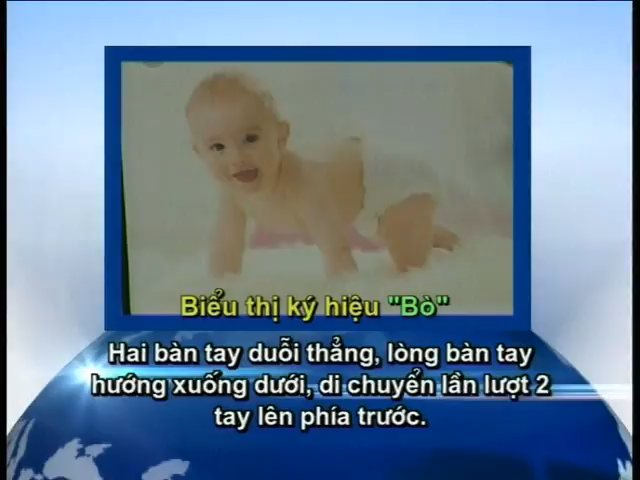 Biểu thị ký hiệu "Bò"
Hai bàn tay duỗi thẳng, lòng bàn tay
hướng xuống dưới, di chuyển lần lượt 2
tay lên phía trước.